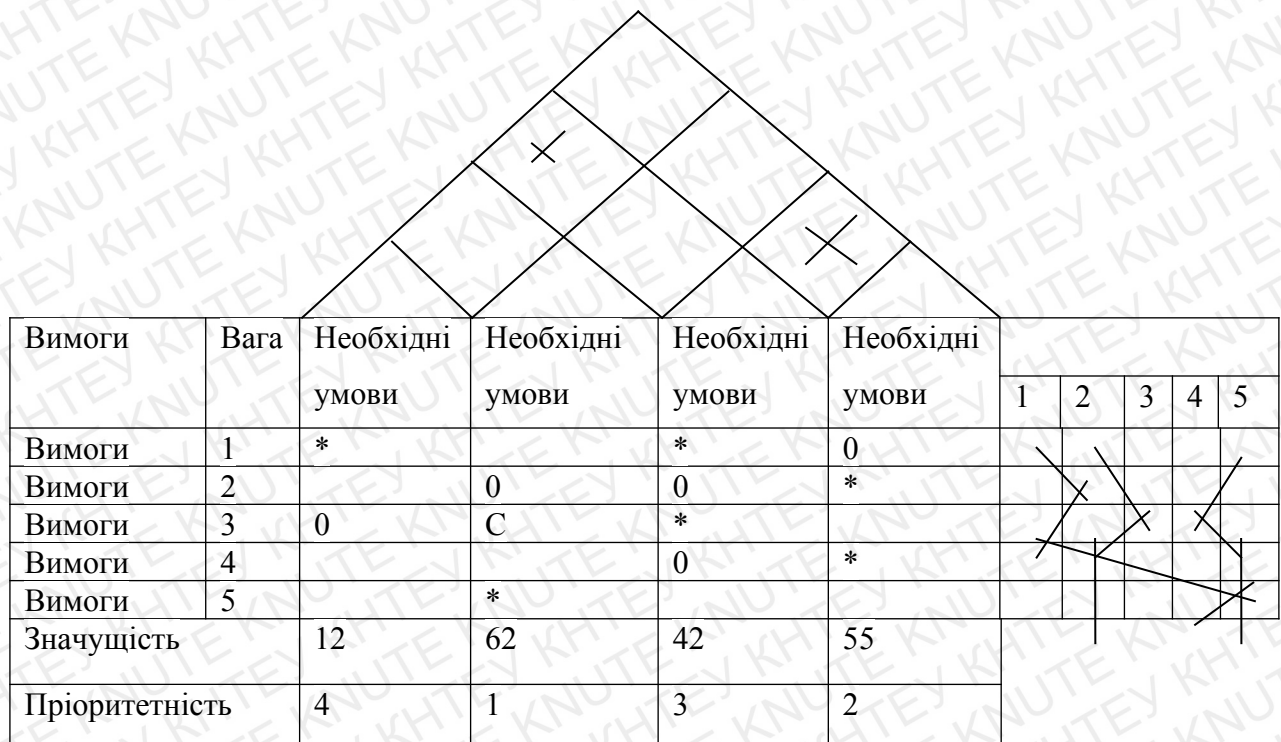 Вимоги Вага Необхідні умови Необхідні умови Необхідні умови Необхідні умови
1 2 3 4 5
Вимоги 1 * * 0
Вимоги 2 0 0 *
Вимоги 3 0 С *
Вимоги 4 0 *
Вимоги 5 *
Значущість 12 62 42 55
Пріоритетність 4 1 3 2